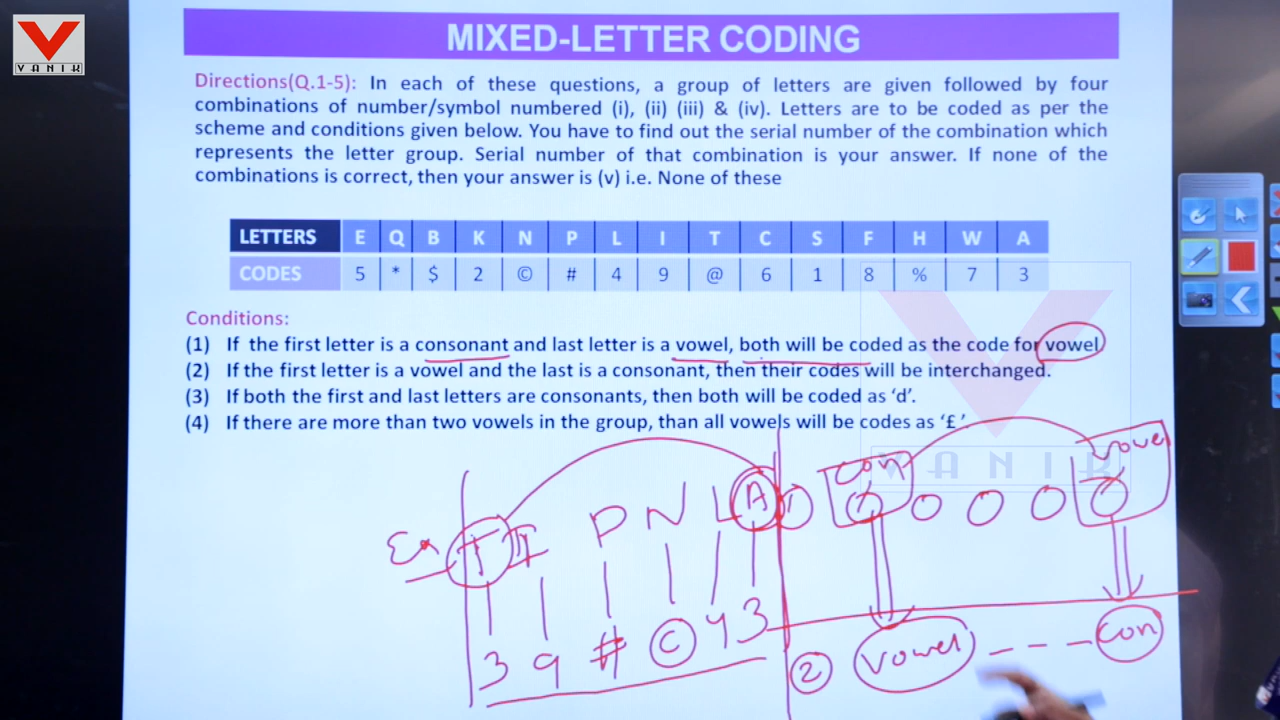 VANIK
MIXED-LETTER CODING
Directions(Q.1-5): In each of these questions, a group of letters are given followed by four
combinations of number/symbol numbered (i), (ii) (iii) & (iv). Letters are to be coded as per the
scheme and conditions given below. You have to find out the serial number of the combination which
represents the letter group. Serial number of that combination is your answer. If none of the
combinations is correct, then your answer is (v) i.e. None of these
LETTERS E Q B K N P L I T C S F H W A
CODES 5 * $ 2 © # 4 9 @ 6 1 8 % 7 3
Conditions:
(1) If the first letter is a consonant and last letter is a vowel, both will be coded as the code for vowel.
(2) If the first letter is a vowel and the last is a consonant, then their codes will be interchanged.
(3) If both the first and last letters are consonants, then both will be coded as 'd'.
(4) If there are more than two vowels in the group, than all vowels will be codes as '£'.
VANIK
Ex T I P N L A
3 9 # © 4 3
1 con vowel
2 vowel - - - con